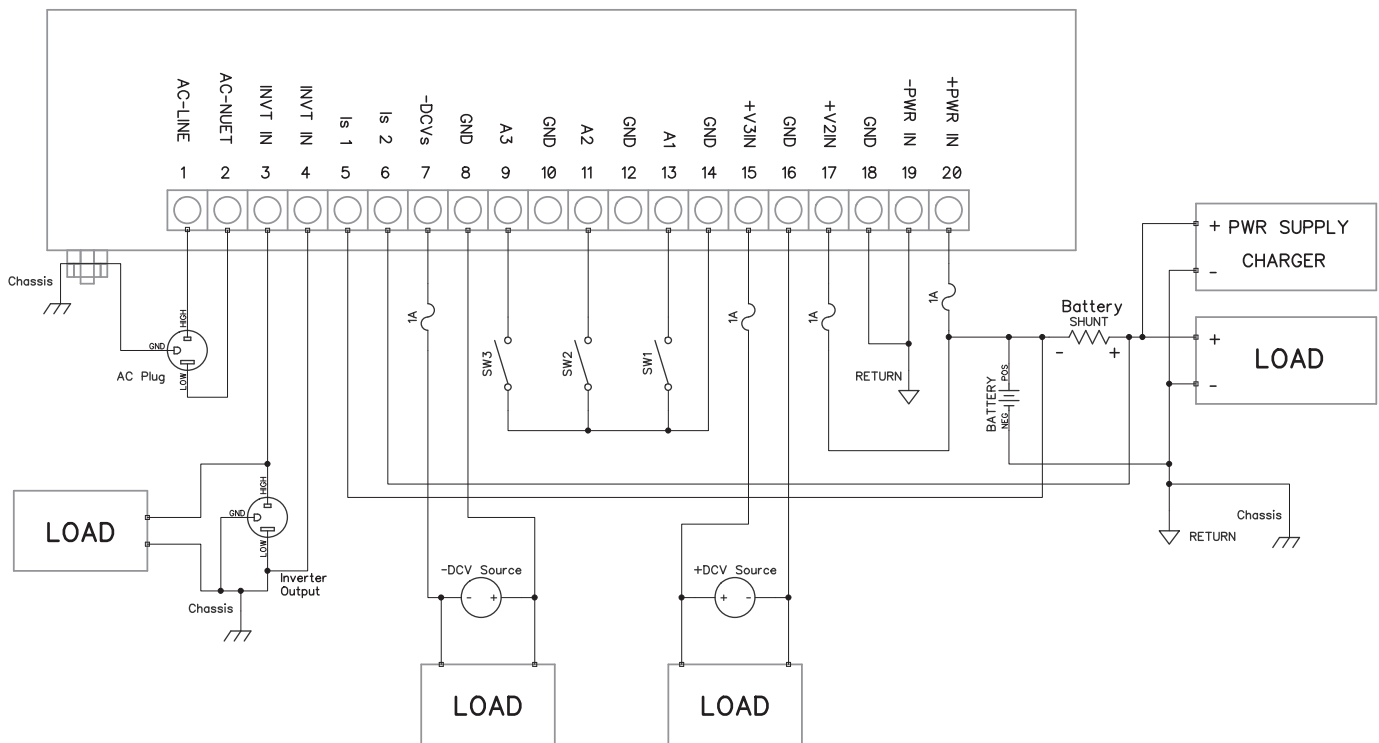 AC-LINE
AC-NUET
INVT IN
INVT IN
Is 1
Is 2
-DCVs
GND
A3
GND
A2
GND
A1
GND
+V3IN
GND
+V2IN
GND
-PWR IN
+PWR IN
1 2 3 4 5 6 7 8 9 10 11 12 13 14 15 16 17 18 19 20
Chassis
HIGH
GND
LOW
AC Plug
1A
SW3
SW2
SW1
1A
1A
1A
RETURN
Battery
SHUNT
- +
BATTERY
POS
NEG
+ PWR SUPPLY
CHARGER
-
+
LOAD
-
Chassis
RETURN
LOAD
HIGH
GND
LOW
Inverter
Output
Chassis
-DCV Source
- +
LOAD
+DCV Source
+ -
LOAD